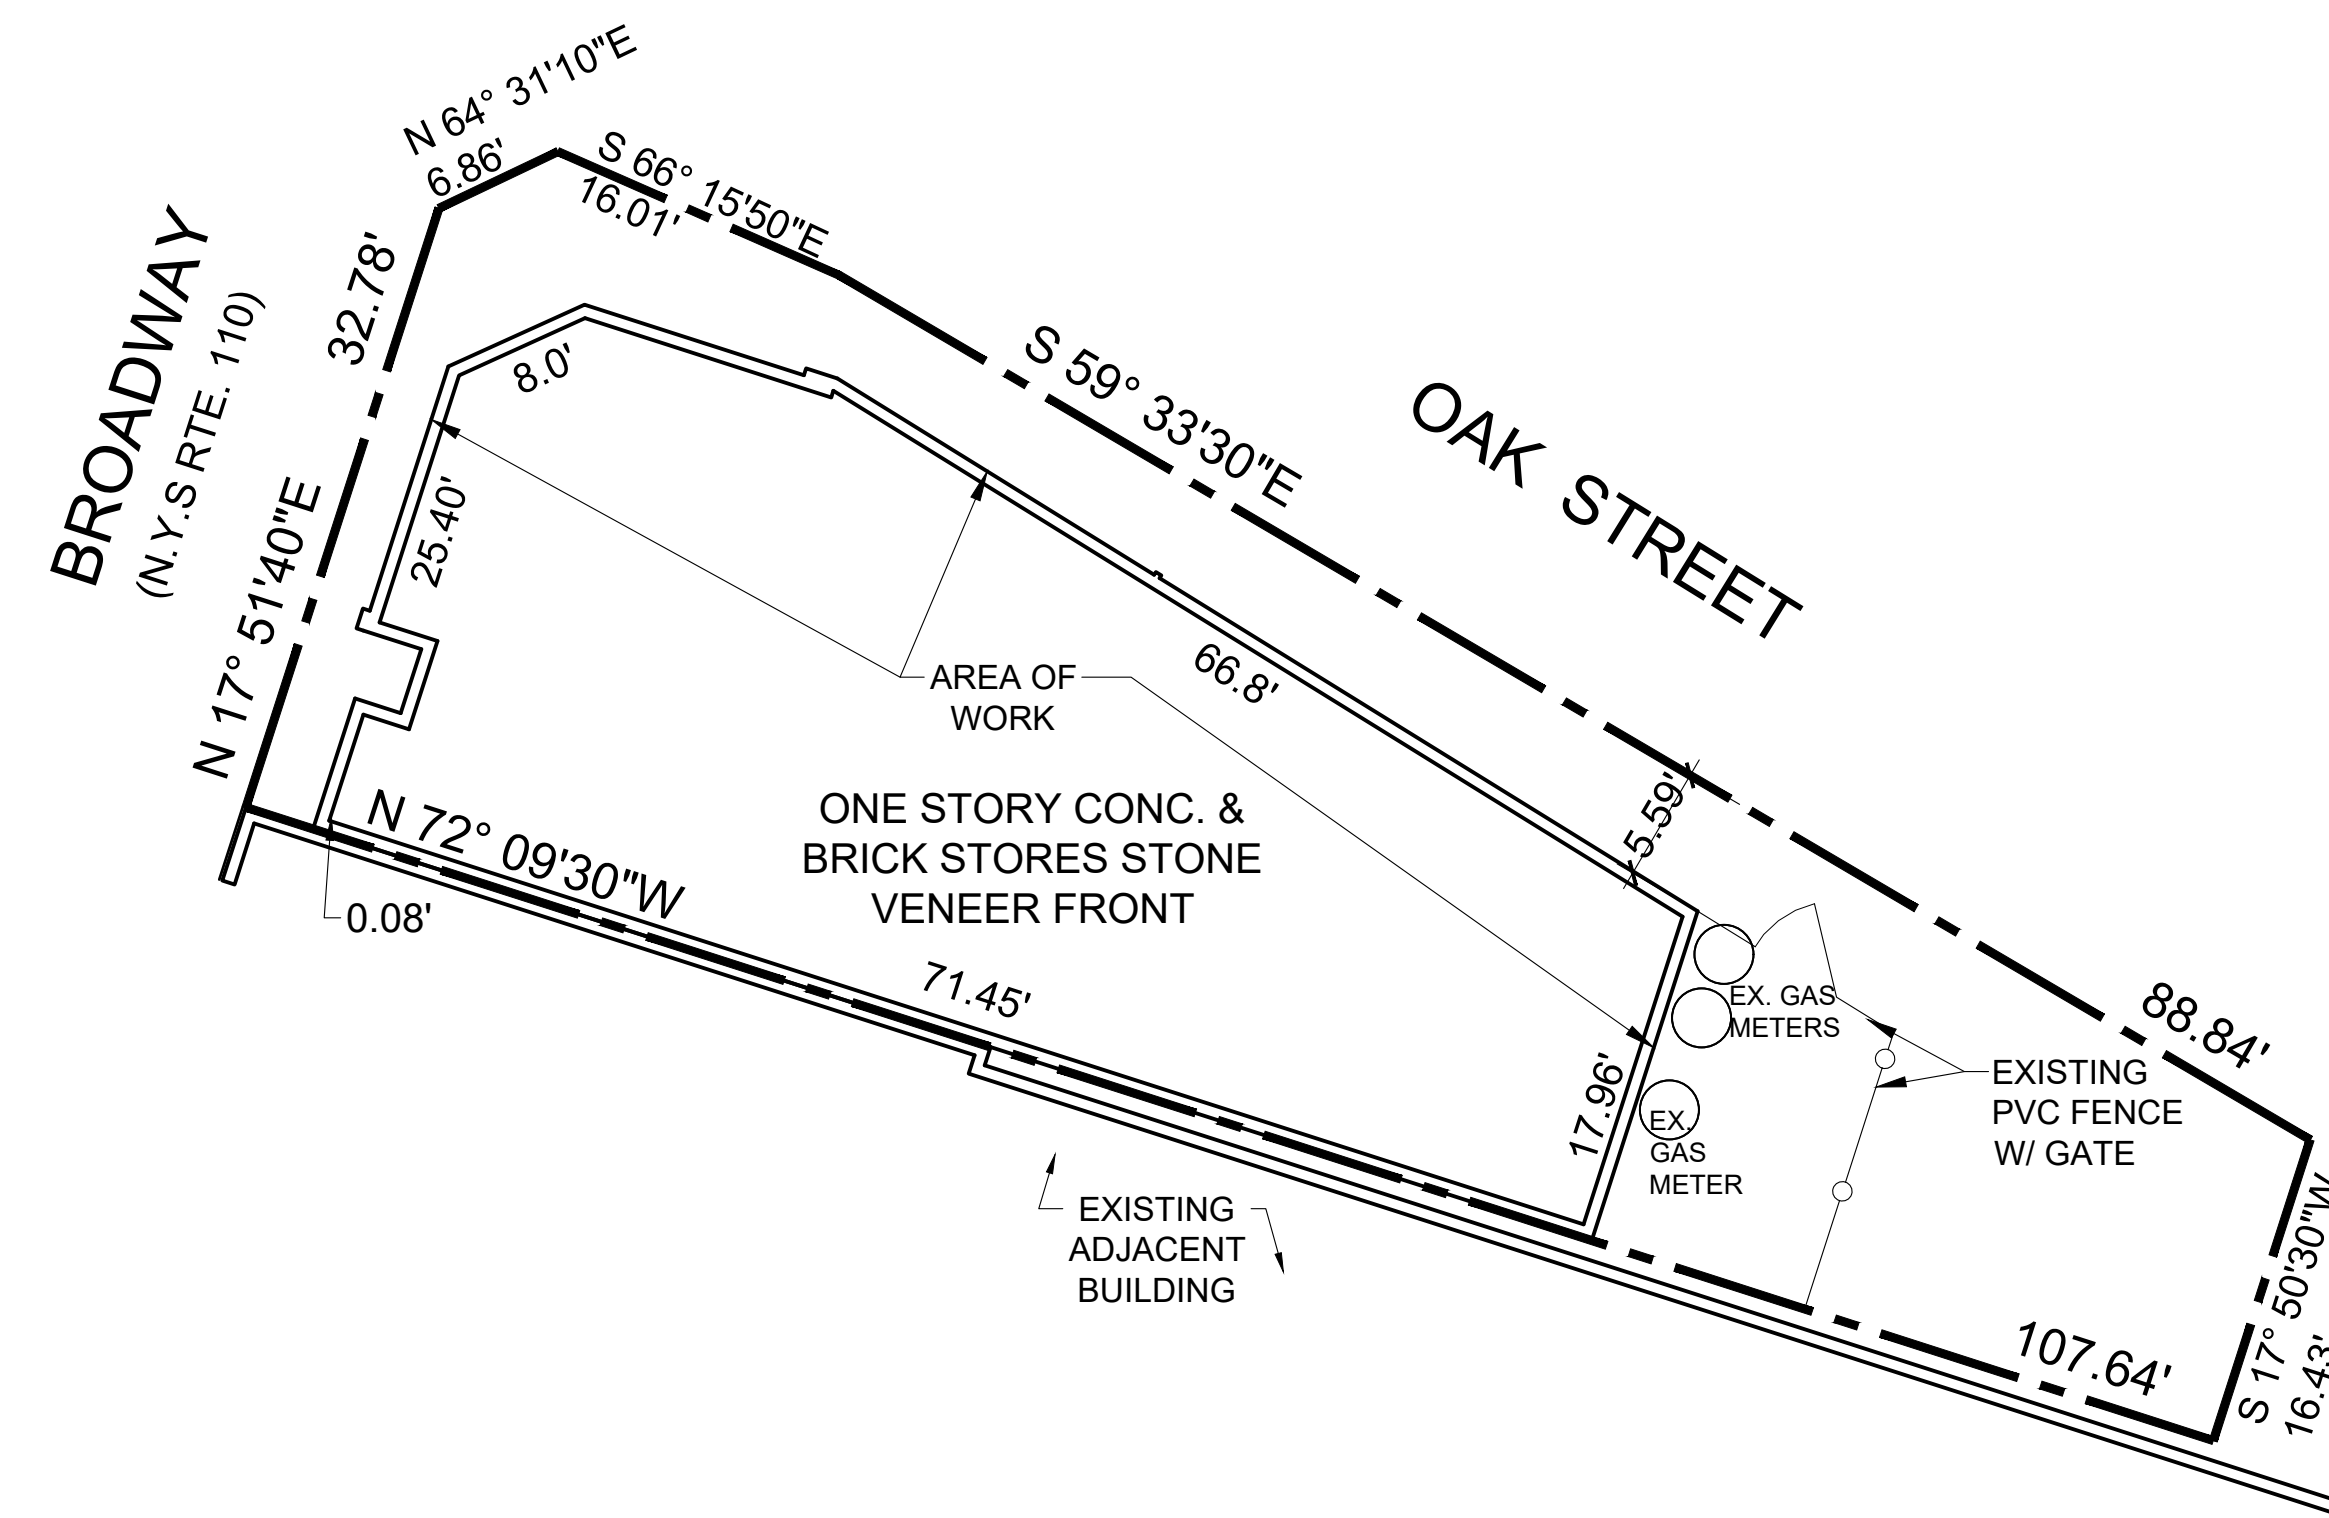 N 64° 31'10"E
6.86'
S 66° 15'50"E
16.01'
BROADWAY
(N.Y.S RTE. 110)
32.78'
N 17° 51'40"E
8.0'
25.40'
S 59° 33'30"E
OAK STREET
66.8'
AREA OF
WORK
5.59'
ONE STORY CONC. &
BRICK STORES STONE
VENEER FRONT
N 72° 09'30"W
0.08'
71.45'
17.96'
EX. GAS
METERS
EX.
GAS
METER
88.84'
EXISTING
PVC FENCE
W/ GATE
EXISTING
ADJACENT
BUILDING
107.64'
S 17° 50'30"W
16.43'